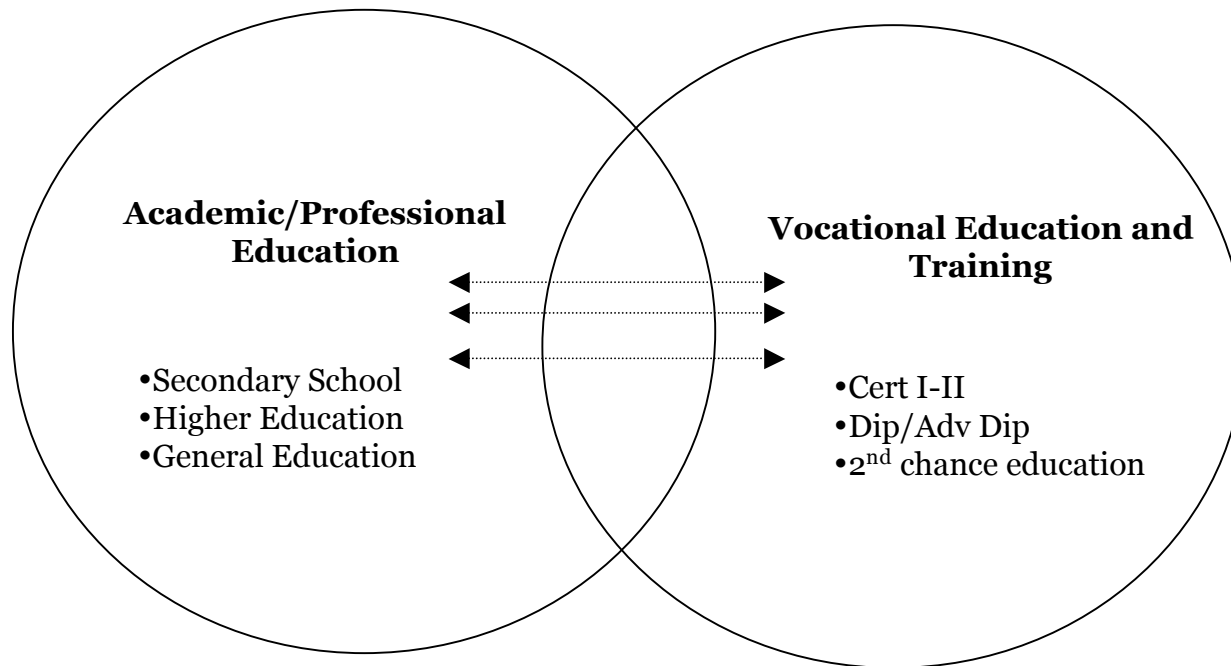 Academic/Professional
Education
•Secondary School
•Higher Education
•General Education
Vocational Education and
Training
•Cert I-II
•Dip/Adv Dip
•2nd chance education